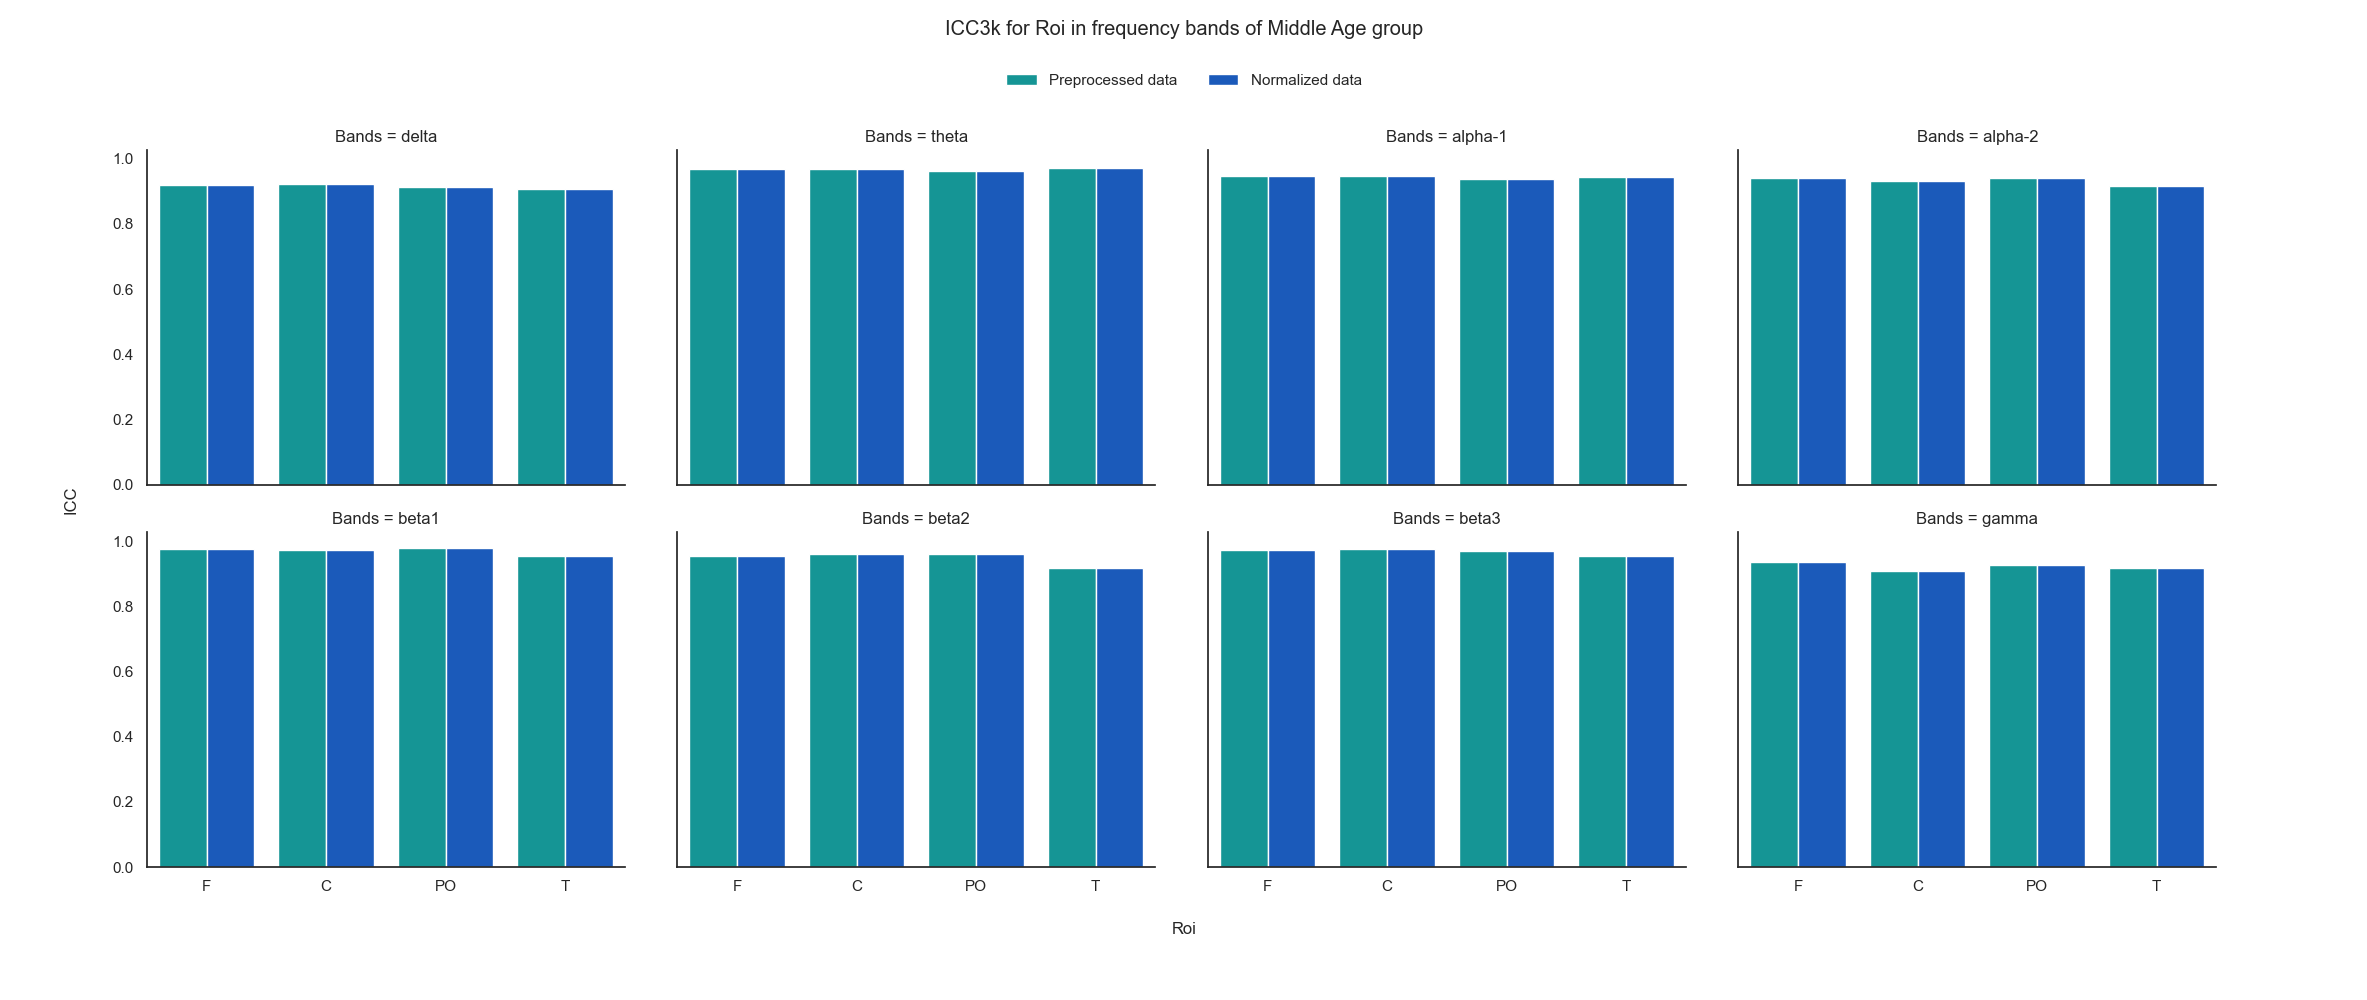 ICC3k for Roi in frequency bands of Middle Age group
Preprocessed data Normalized data
Bands = delta Bands = theta Bands = alpha-1 Bands = alpha-2
1.0
0.8
0.6
0.4
0.2
0.0
ICC
Bands = beta1 Bands = beta2 Bands = beta3 Bands = gamma
1.0
0.8
0.6
0.4
0.2
0.0
F C PO T F C PO T F C PO T F C PO T
Roi